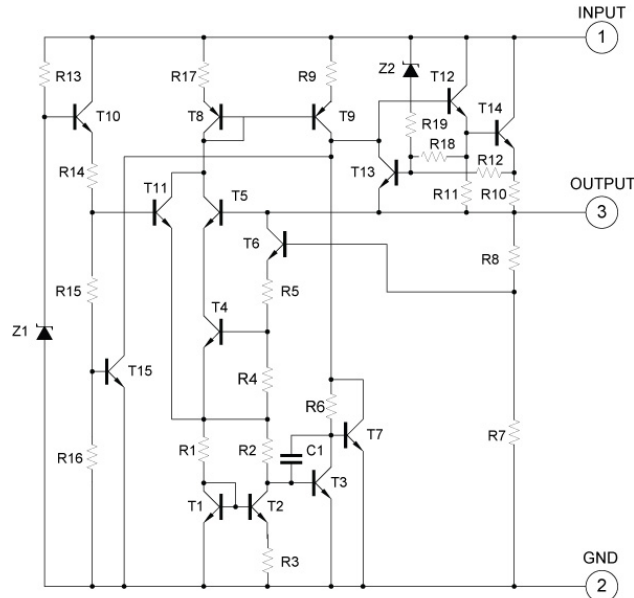 INPUT
1
R13
R17
R9
Z2
T12
T10
T8
T9
T14
R19
R18
R14
T13
R12
T11
T5
R11
R10
OUTPUT
3
T6
R8
R15
R5
Z1
T4
T15
R4
R6
R7
R16
R1
R2
C1
T7
T3
T1
T2
GND
R3
2